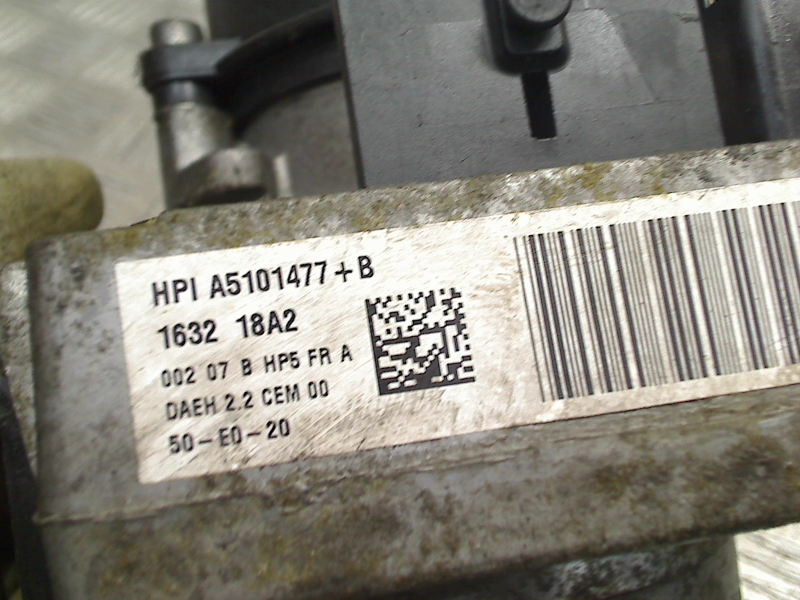 HPI A5101477+B
1632 18A2
002 07 B HP5 FR A
DAEH 2.2 CEM 00
50-E0-20